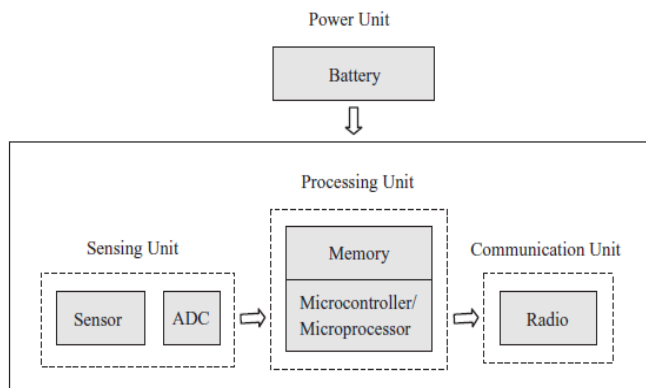 Power Unit
Battery
Processing Unit
Sensing Unit
Communication Unit
Memory
Sensor
ADC
Microcontroller/
Microprocessor
Radio